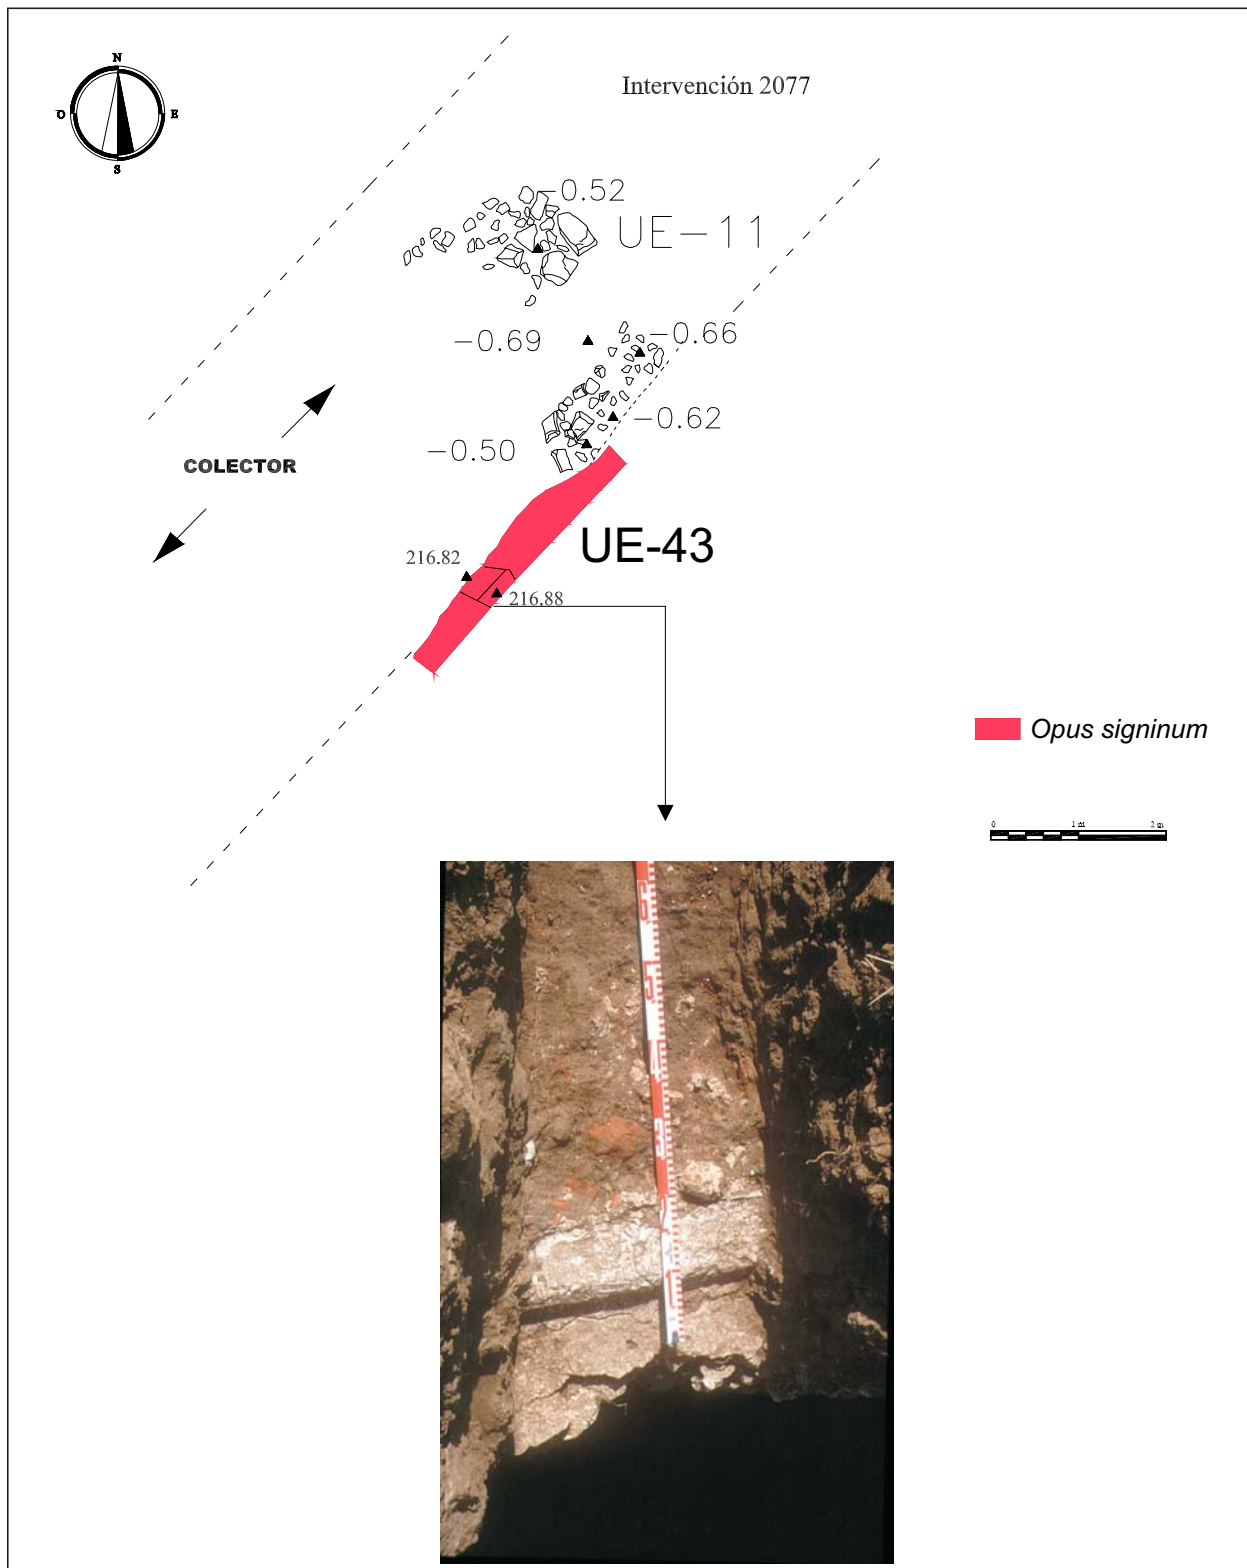 N
O
E
S
Intervención 2077
-0.52
UE-11
-0.69
-0.66
-0.62
-0.50
COLECTOR
UE-43
216.82
216.88
Opus signinum
0 1 m 2 m